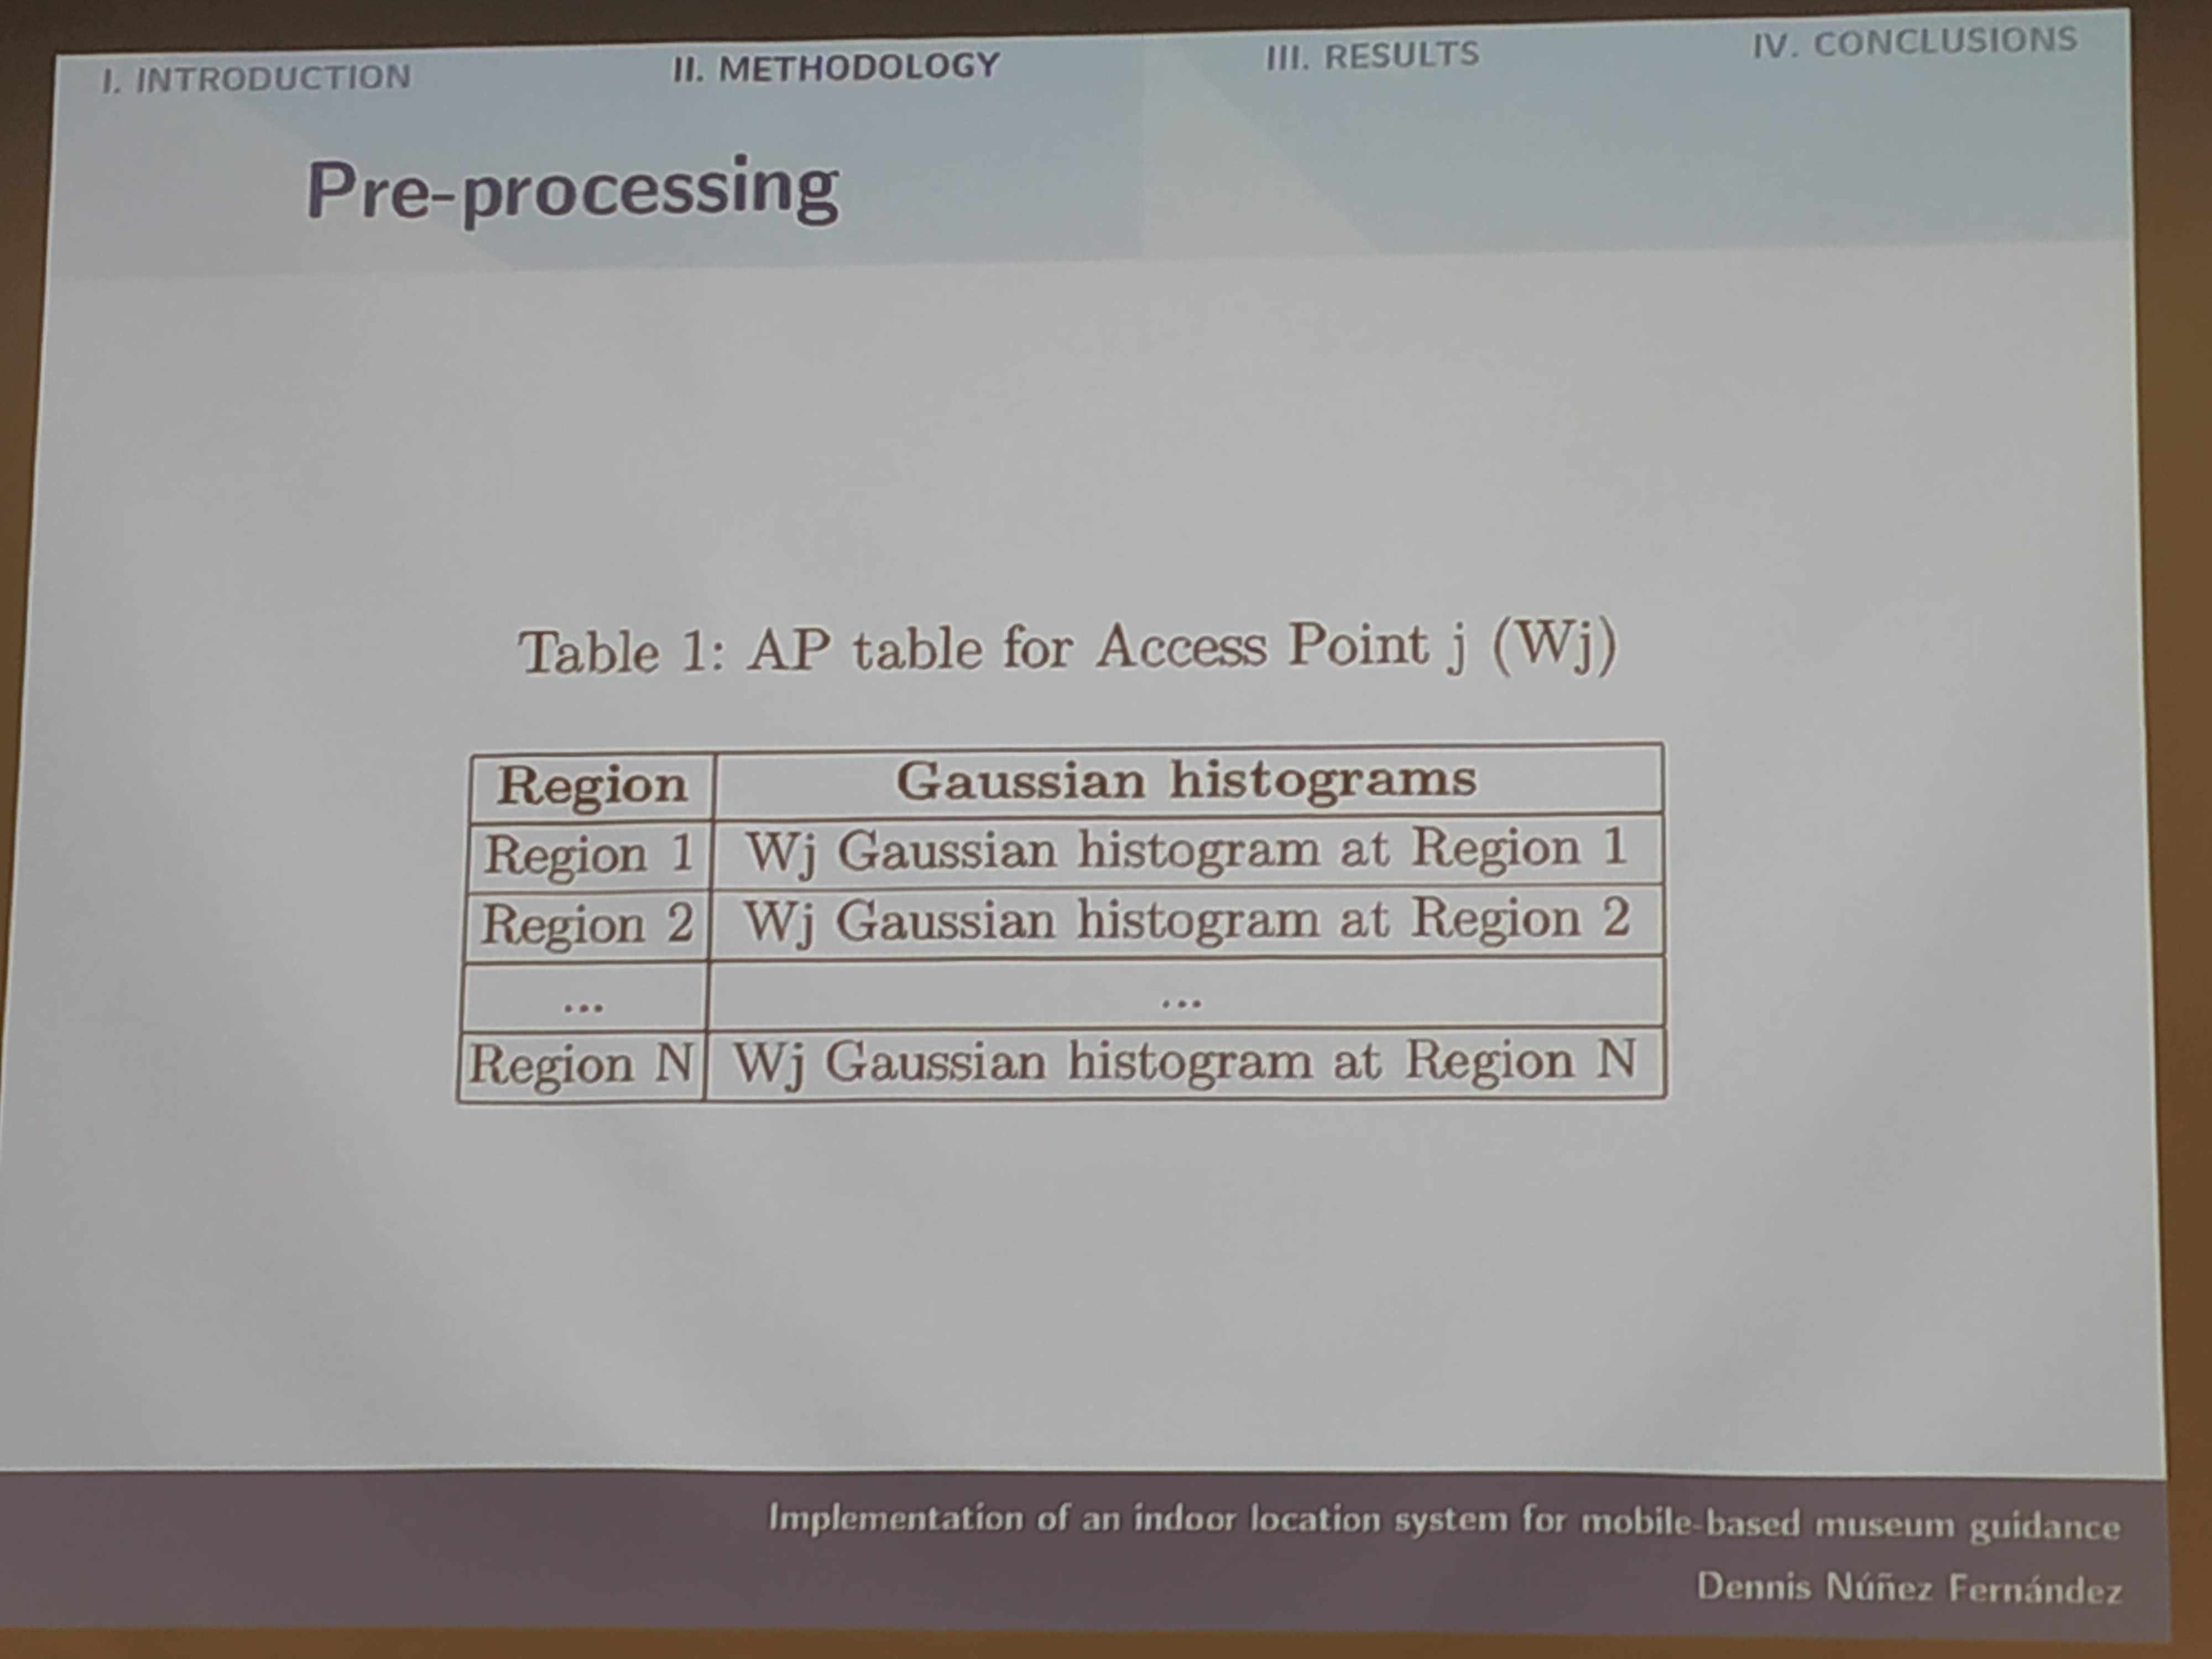 I. INTRODUCTION II. METHODOLOGY III. RESULTS IV. CONCLUSIONS
Pre-processing
Table 1: AP table for Access Point j (Wj)
Region Gaussian histograms
Region 1 Wj Gaussian histogram at Region 1
Region 2 Wj Gaussian histogram at Region 2
... ...
Region N Wj Gaussian histogram at Region N
Implementation of an indoor location system for mobile-based museum guidance
Dennis Núñez Fernández